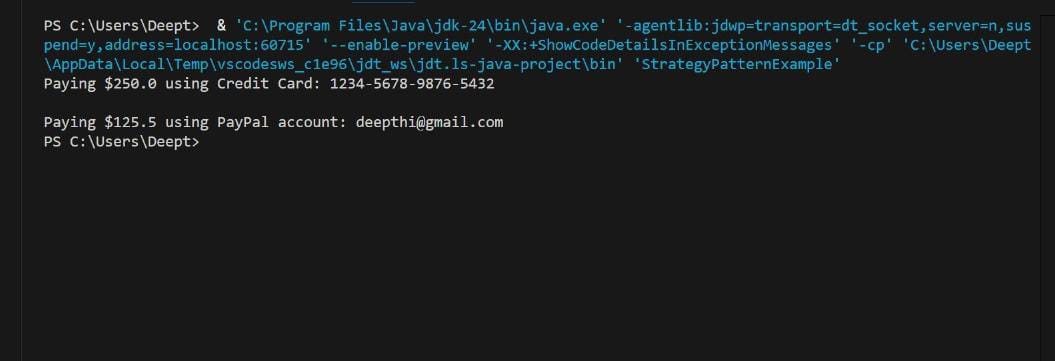 PS C:\Users\Deept>  & 'C:\Program Files\Java\jdk-24\bin\java.exe' '-agentlib:jdwp=transport=dt_socket,server=n,sus
pend=y,address=localhost:60715' '--enable-preview' '-XX:+ShowCodeDetailsInExceptionMessages' '-cp' 'C:\Users\Deept
\AppData\Local\Temp\vscodesws_c1e96\jdt_ws\jdt.ls-java-project\bin' 'StrategyPatternExample'
Paying $250.0 using Credit Card: 1234-5678-9876-5432
Paying $125.5 using PayPal account: deepthi@gmail.com
PS C:\Users\Deept>